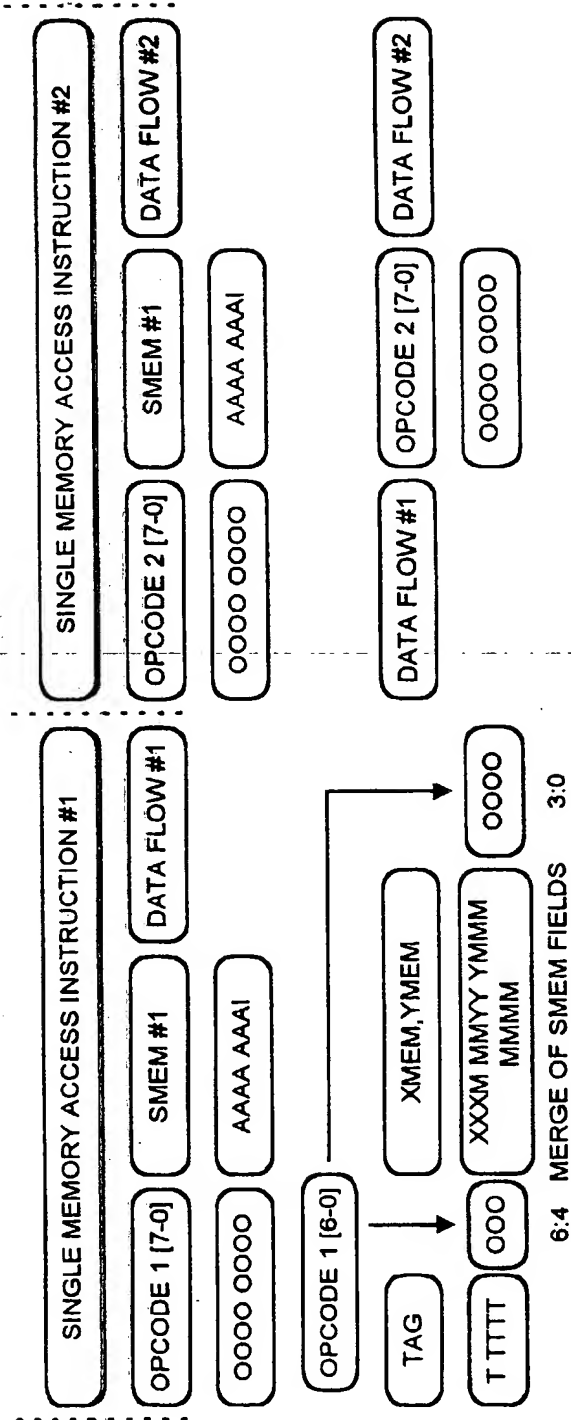 SINGLE MEMORY ACCESS INSTRUCTION #1
SINGLE MEMORY ACCESS INSTRUCTION #2
OPCODE 1 [7-0]
SMEM #1
DATA FLOW #1
OPCODE 2 [7-0]
SMEM #1
DATA FLOW #2
OOOO OOOO
AAAA AAAI
OOOO OOOO
AAAA AAAI
OPCODE 1 [6-0]
TAG
XMEM,YMEM
DATA FLOW #1
OPCODE 2 [7-0]
DATA FLOW #2
T TTTT
OOO
XXXM MMYY YMMM
MMMM
OOOO
OOOO OOOO
6:4 MERGE OF SMEM FIELDS 3:0